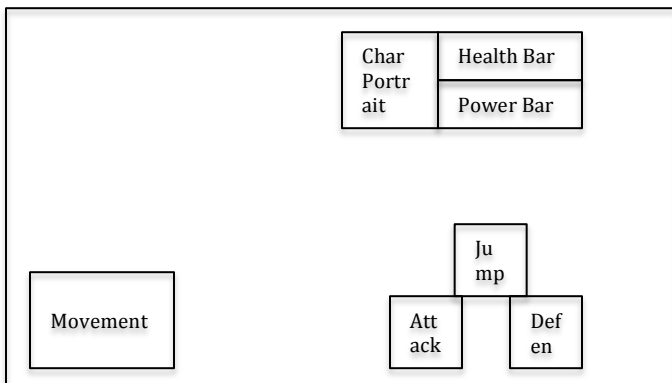 Char
Portr
ait
Health Bar
Power Bar
Ju
mp
Movement
Att
ack
Def
en